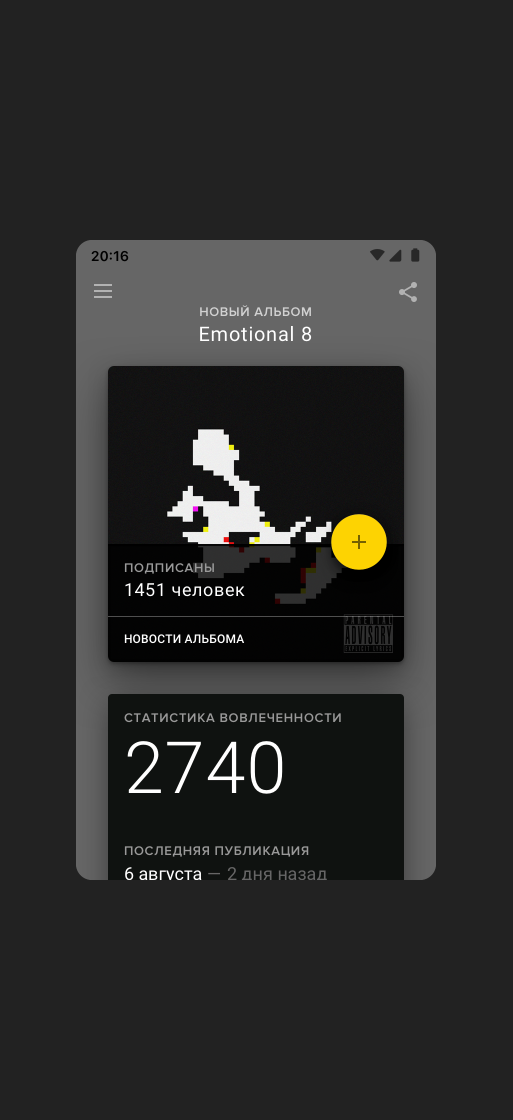 20:16
НОВЫЙ АЛЬБОМ
Emotional 8
ПОДПИСАНЫ
1451 человек
НОВОСТИ АЛЬБОМА
PARENTAL
ADVISORY
EXPLICIT LYRICS
СТАТИСТИКА ВОВЛЕЧЕННОСТИ
2740
ПОСЛЕДНЯЯ ПУБЛИКАЦИЯ
6 августа — 2 дня назад